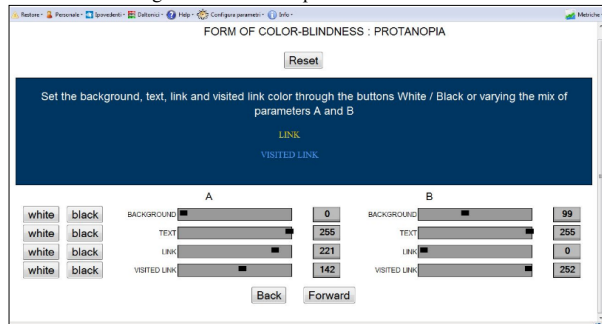 Restore - Personale - Ipovedenti - Daltonici - Help - Configura parametri - Info - Metriche
FORM OF COLOR-BLINDNESS : PROTANOPIA
Reset
Set the background, text, link and visited link color through the buttons White / Black or varying the mix of
parameters A and B
LINK
VISITED LINK
A B
white black BACKGROUND 0 BACKGROUND 99
white black TEXT 255 TEXT 255
white black LINK 221 LINK 0
white black VISITED LINK 142 VISITED LINK 252
Back Forward